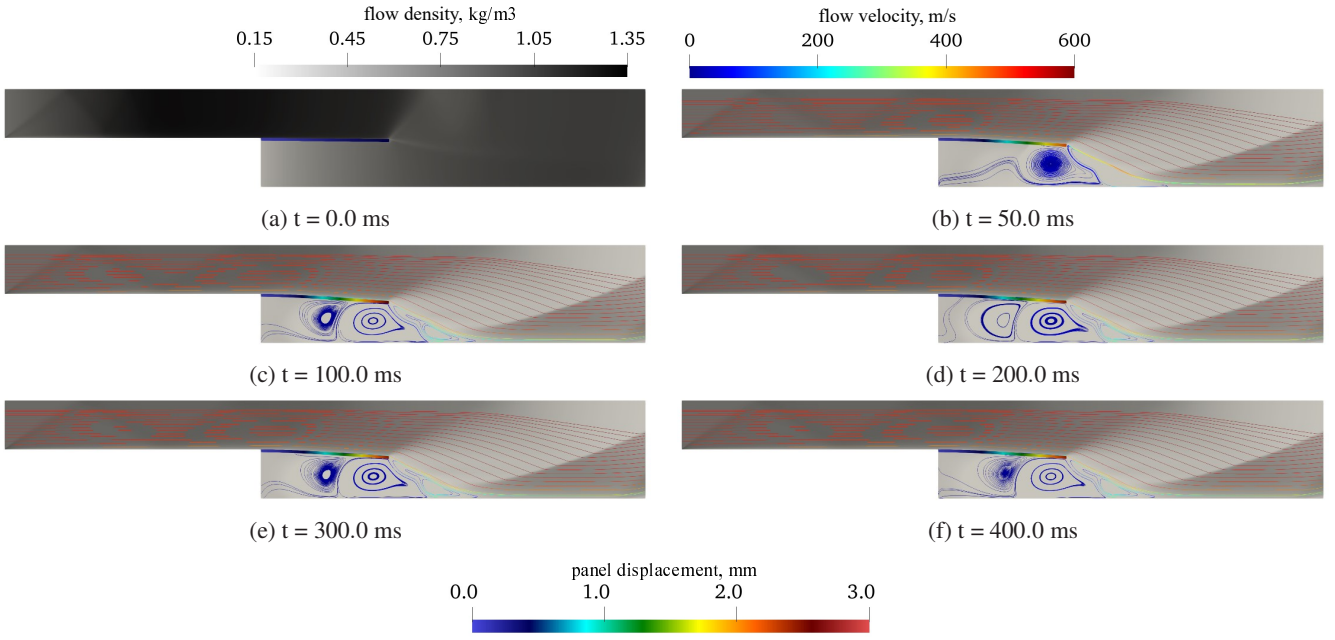 flow density, kg/m3
0.15 0.45 0.75 1.05 1.35
flow velocity, m/s
0 200 400 600
(a) t = 0.0 ms
(b) t = 50.0 ms
(c) t = 100.0 ms
(d) t = 200.0 ms
(e) t = 300.0 ms
(f) t = 400.0 ms
panel displacement, mm
0.0 1.0 2.0 3.0